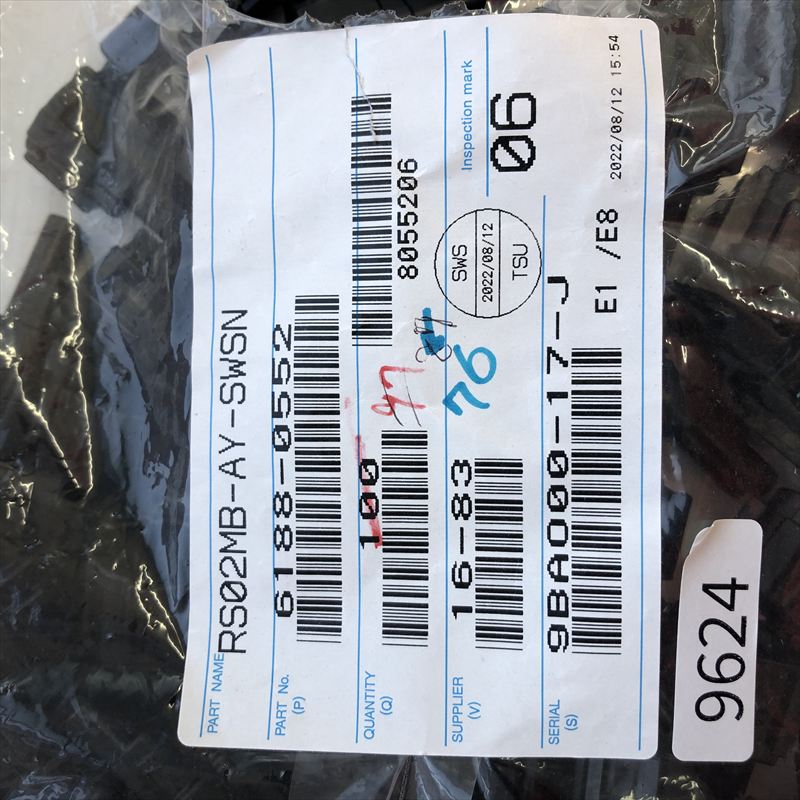 PART NAME
RS02MB-AY-SWSN
PART No.
(P)
6188-0552
QUANTITY
(Q)
100
97
76
8055206
SUPPLIER
(V)
16-83
SWS
2022/08/12
TSU
Inspection mark
06
SERIAL
(S)
9BA000-17-J
E1 /E8
2022/08/12 15:54
9624